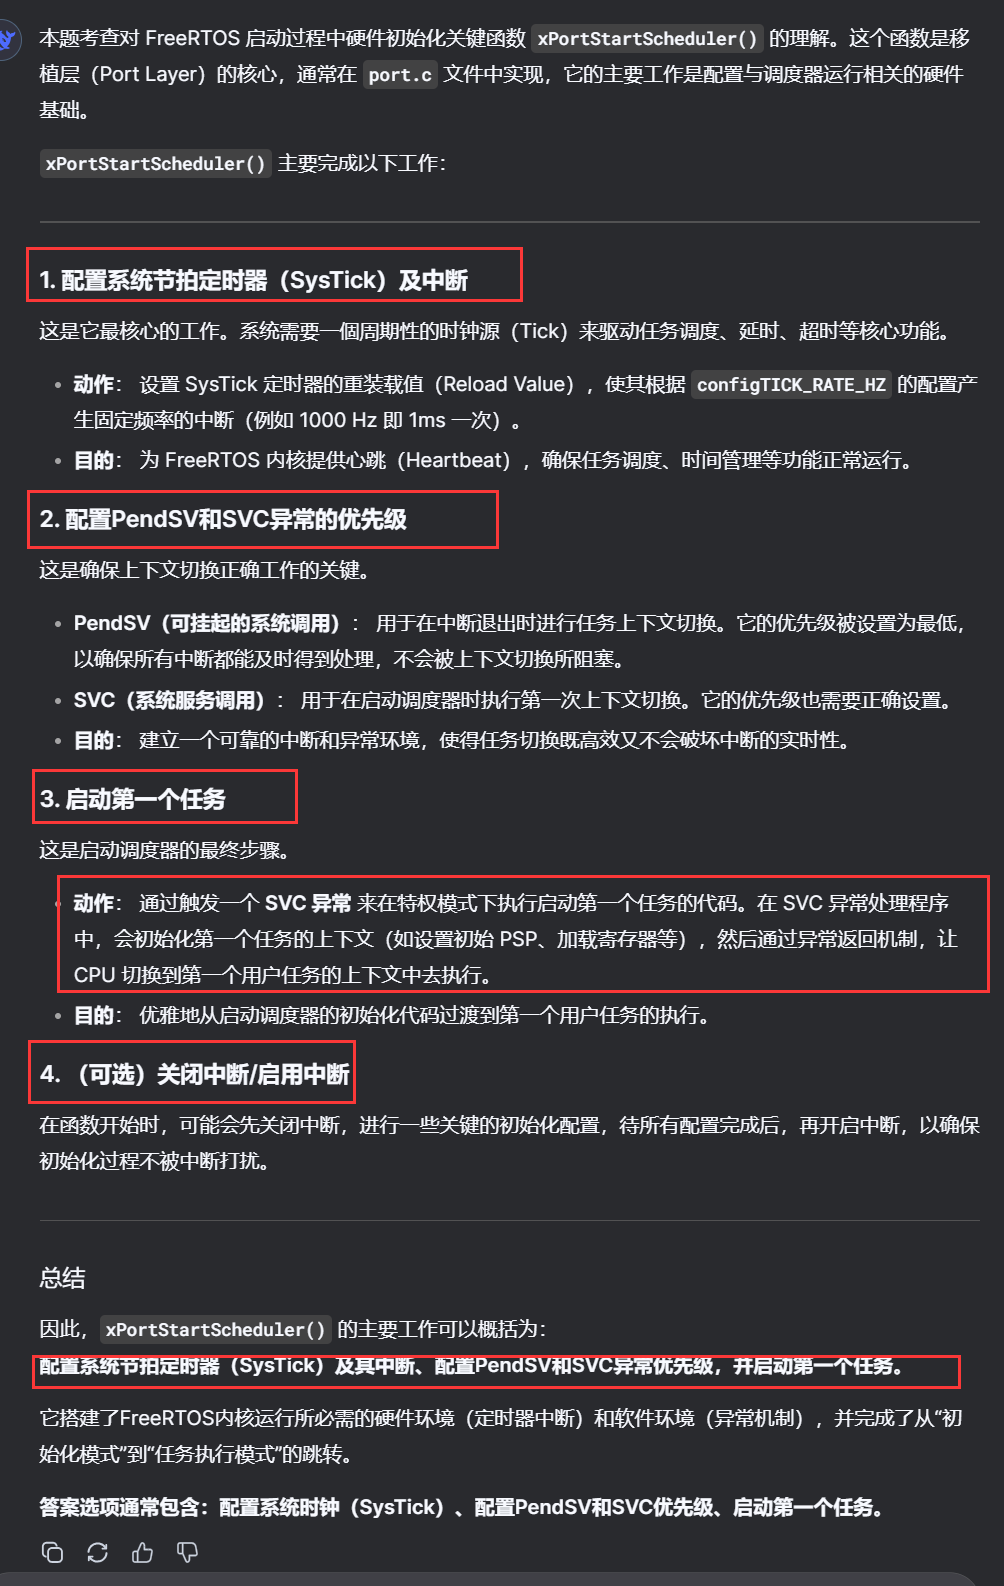 本题考查对 FreeRTOS 启动过程中硬件初始化关键函数 xPortStartScheduler() 的理解。这个函数是移
植层（Port Layer）的核心，通常在 port.c 文件中实现，它的主要工作是配置与调度器运行相关的硬件
基础。
xPortStartScheduler() 主要完成以下工作：
1. 配置系统节拍定时器（SysTick）及中断
这是它最核心的工作。系统需要一個周期性的时钟源（Tick）来驱动任务调度、延时、超时等核心功能。
• 动作： 设置 SysTick 定时器的重装载值（Reload Value），使其根据 configTICK_RATE_HZ 的配置产
生固定频率的中断（例如 1000 Hz 即 1ms 一次）。
• 目的： 为 FreeRTOS 内核提供心跳（Heartbeat），确保任务调度、时间管理等功能正常运行。
2. 配置PendSV和SVC异常的优先级
这是确保上下文切换正确工作的关键。
• PendSV（可挂起的系统调用）： 用于在中断退出时进行任务上下文切换。它的优先级被设置为最低，
以确保所有中断都能及时得到处理，不会被上下文切换所阻塞。
• SVC（系统服务调用）： 用于在启动调度器时执行第一次上下文切换。它的优先级也需要正确设置。
• 目的： 建立一个可靠的中断和异常环境，使得任务切换既高效又不会破坏中断的实时性。
3. 启动第一个任务
这是启动调度器的最终步骤。
• 动作： 通过触发一个 SVC 异常 来在特权模式下执行启动第一个任务的代码。在 SVC 异常处理程序
中，会初始化第一个任务的上下文（如设置初始 PSP、加载寄存器等），然后通过异常返回机制，让
CPU 切换到第一个用户任务的上下文中去执行。
• 目的： 优雅地从启动调度器的初始化代码过渡到第一个用户任务的执行。
4. （可选）关闭中断/启用中断
在函数开始时，可能会先关闭中断，进行一些关键的初始化配置，待所有配置完成后，再开启中断，以确保
初始化过程不被中断打扰。
总结
因此，xPortStartScheduler() 的主要工作可以概括为：
配置系统节拍定时器（SysTick）及其中断、配置PendSV和SVC异常优先级，并启动第一个任务。
它搭建了FreeRTOS内核运行所必需的硬件环境（定时器中断）和软件环境（异常机制），并完成了从“初
始化模式”到“任务执行模式”的跳转。
答案选项通常包含：配置系统时钟（SysTick）、配置PendSV和SVC优先级、启动第一个任务。